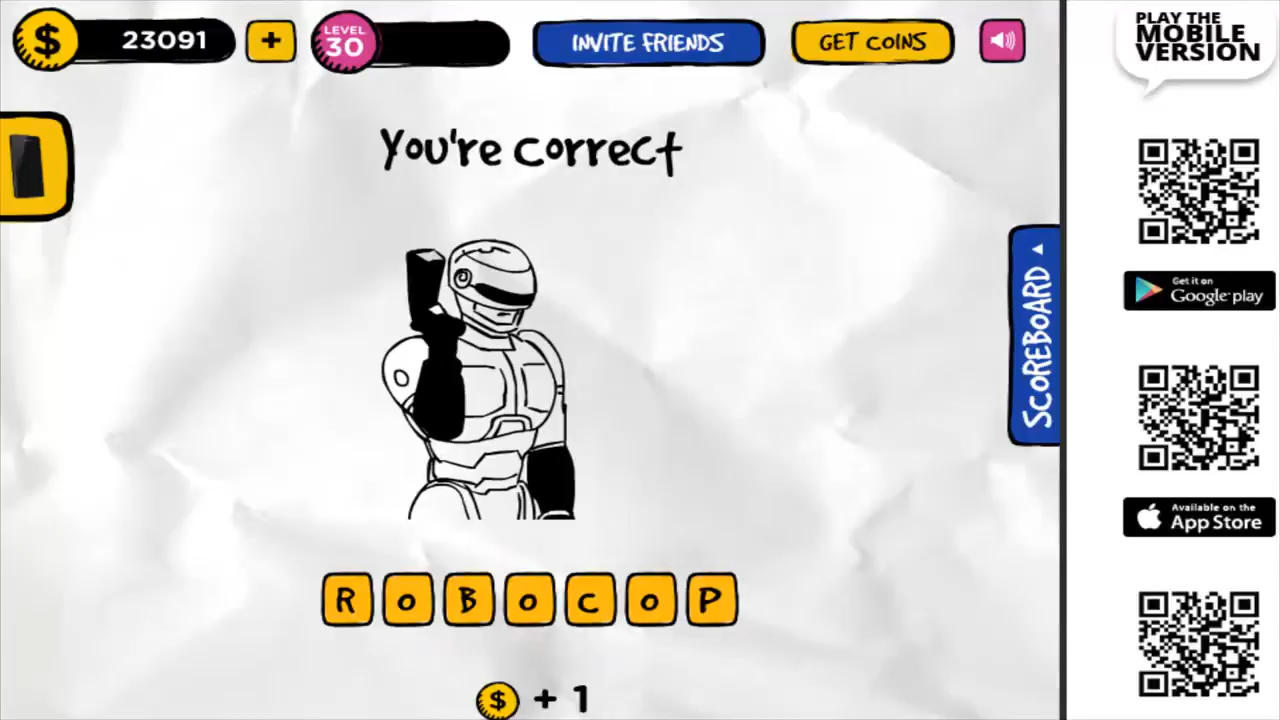 $ 23091 +
LEVEL
30
INVITE FRIENDS
GET COINS
PLAY THE
MOBILE
VERSION
You're correct
SCOREBOARD
Get it on
Google play
Available on the
App Store
ROBOCOP
$ + 1